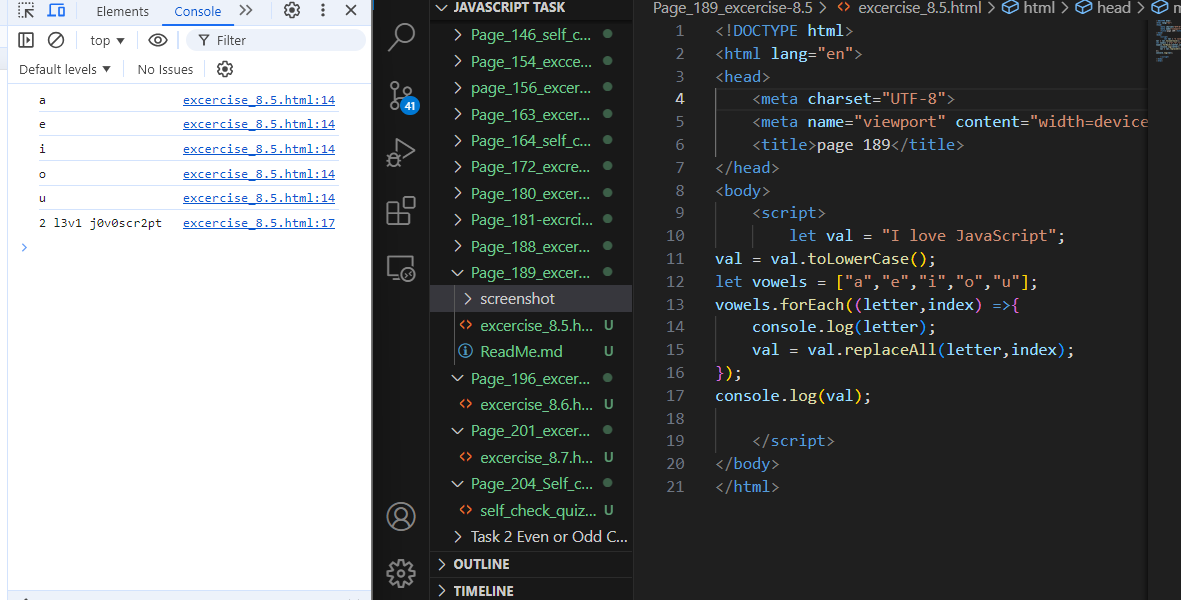 Elements Console
top Filter
Default levels No Issues
a excercise_8.5.html:14
e excercise_8.5.html:14
i excercise_8.5.html:14
o excercise_8.5.html:14
u excercise_8.5.html:14
2 l3v1 j0v0scr2pt excercise_8.5.html:17
>
41
JAVASCRIPT TASK
Page_146_self_c...
Page_154_excce...
page_156_excer...
Page_163_excer...
Page_164_self_c...
Page_172_excre...
Page_180_excer...
Page_181-excrci...
Page_188_excer...
Page_189_excer...
screenshot
excercise_8.5.h... U
ReadMe.md U
Page_196_excer...
excercise_8.6.h... U
Page_201_excer...
excercise_8.7.h... U
Page_204_Self_c...
self_check_quiz... U
Task 2 Even or Odd C...
OUTLINE
TIMELINE
Page_189_excercise-8.5 > excercise_8.5.html > html > head > m
1 <!DOCTYPE html>
2 <html lang="en">
3 <head>
4 <meta charset="UTF-8">
5 <meta name="viewport" content="width=device
6 <title>page 189</title>
7 </head>
8 <body>
9 <script>
10 let val = "I love JavaScript";
11 val = val.toLowerCase();
12 let vowels = ["a","e","i","o","u"];
13 vowels.forEach((letter,index) =>{
14 console.log(letter);
15 val = val.replaceAll(letter,index);
16 });
17 console.log(val);
18
19 </script>
20 </body>
21 </html>